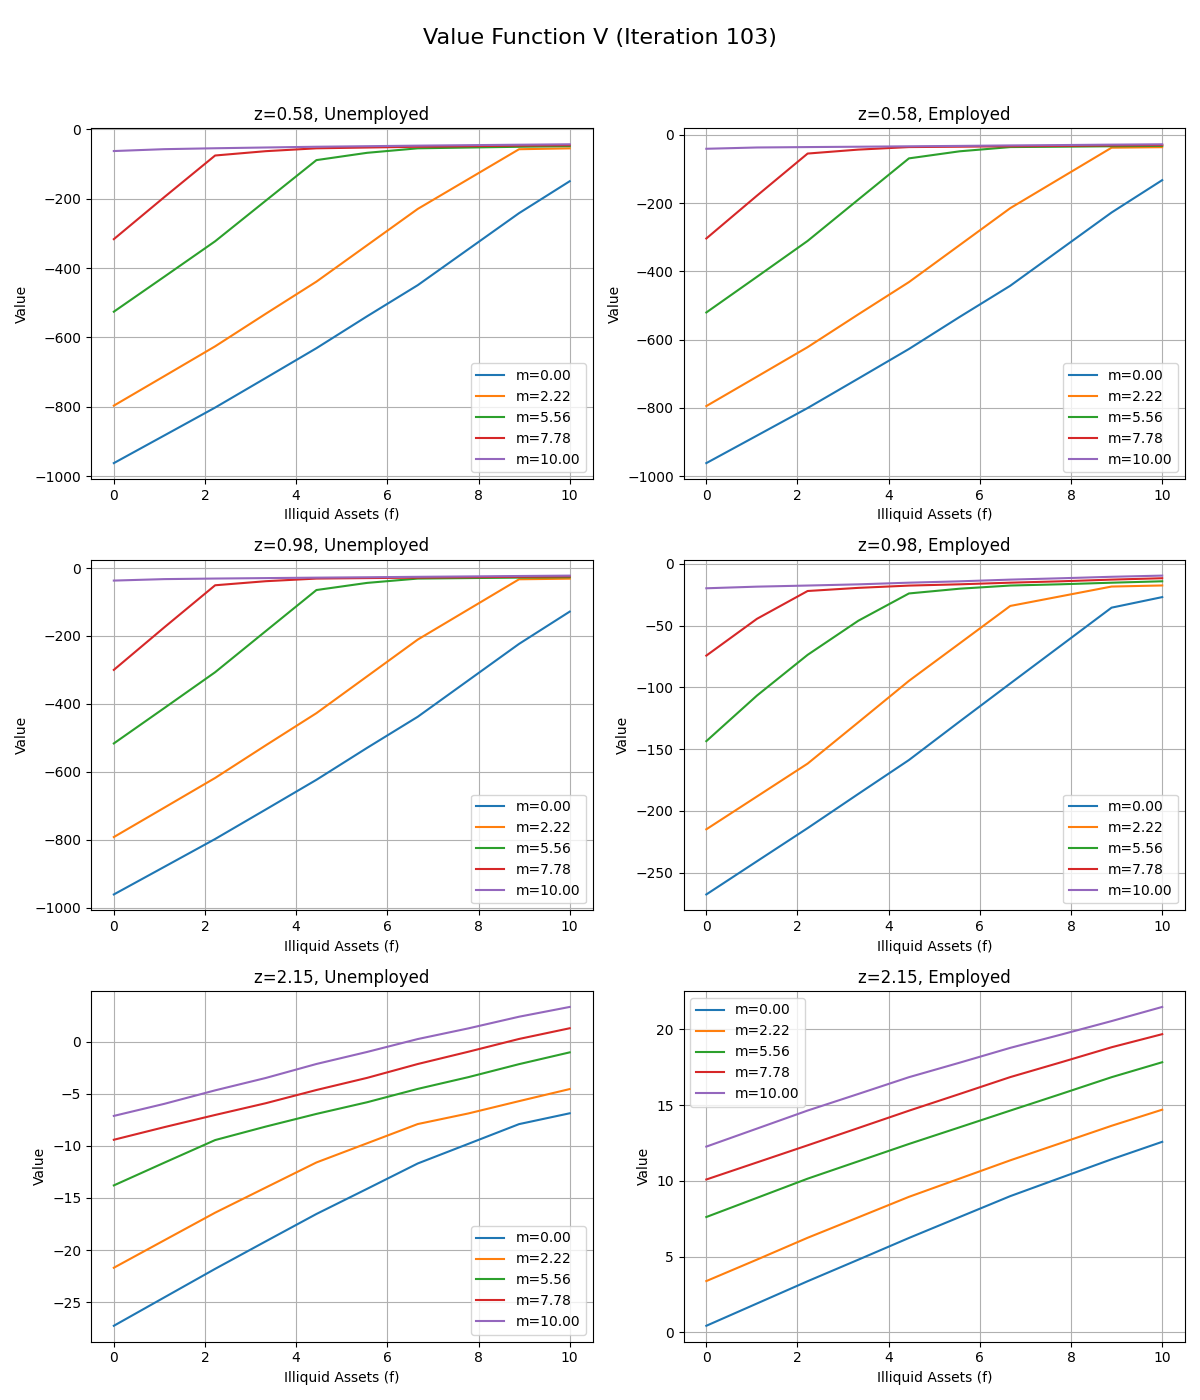 Value Function V (Iteration 103)
z=0.58, Unemployed
0
−200
−400
−600
−800
−1000
Value
0 2 4 6 8 10
Illiquid Assets (f)
m=0.00
m=2.22
m=5.56
m=7.78
m=10.00
z=0.58, Employed
0
−200
−400
−600
−800
−1000
Value
0 2 4 6 8 10
Illiquid Assets (f)
m=0.00
m=2.22
m=5.56
m=7.78
m=10.00
z=0.98, Unemployed
0
−200
−400
−600
−800
−1000
Value
0 2 4 6 8 10
Illiquid Assets (f)
m=0.00
m=2.22
m=5.56
m=7.78
m=10.00
z=0.98, Employed
0
−50
−100
−150
−200
−250
Value
0 2 4 6 8 10
Illiquid Assets (f)
m=0.00
m=2.22
m=5.56
m=7.78
m=10.00
z=2.15, Unemployed
0
−5
−10
−15
−20
−25
Value
0 2 4 6 8 10
Illiquid Assets (f)
m=0.00
m=2.22
m=5.56
m=7.78
m=10.00
z=2.15, Employed
20
15
10
5
0
Value
0 2 4 6 8 10
Illiquid Assets (f)
m=0.00
m=2.22
m=5.56
m=7.78
m=10.00